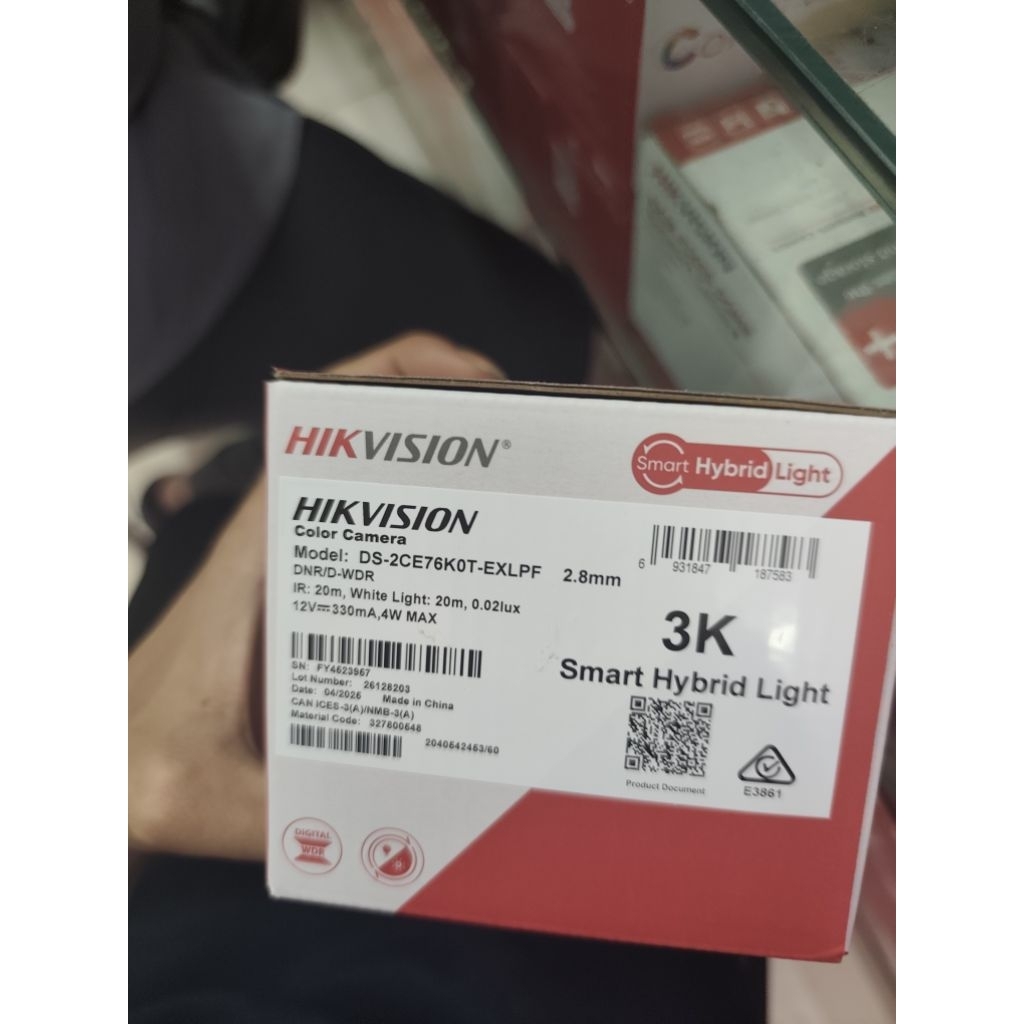 HIKVISION®
Smart Hybrid Light
HIKVISION
Color Camera
Model: DS-2CE76K0T-EXLPF 2.8mm
DNR/D-WDR
IR: 20m, White Light: 20m, 0.02lux
12V⎓330mA,4W MAX
6 931847 187583
3K
Smart Hybrid Light
SN: FY4623967
Lot Number: 26128203
Date: 04/2026 Made in China
CAN ICES-3(A)/NMB-3(A)
Material Code: 327800648
2040642463/60
Product Document
E3861
DIGITAL
WDR